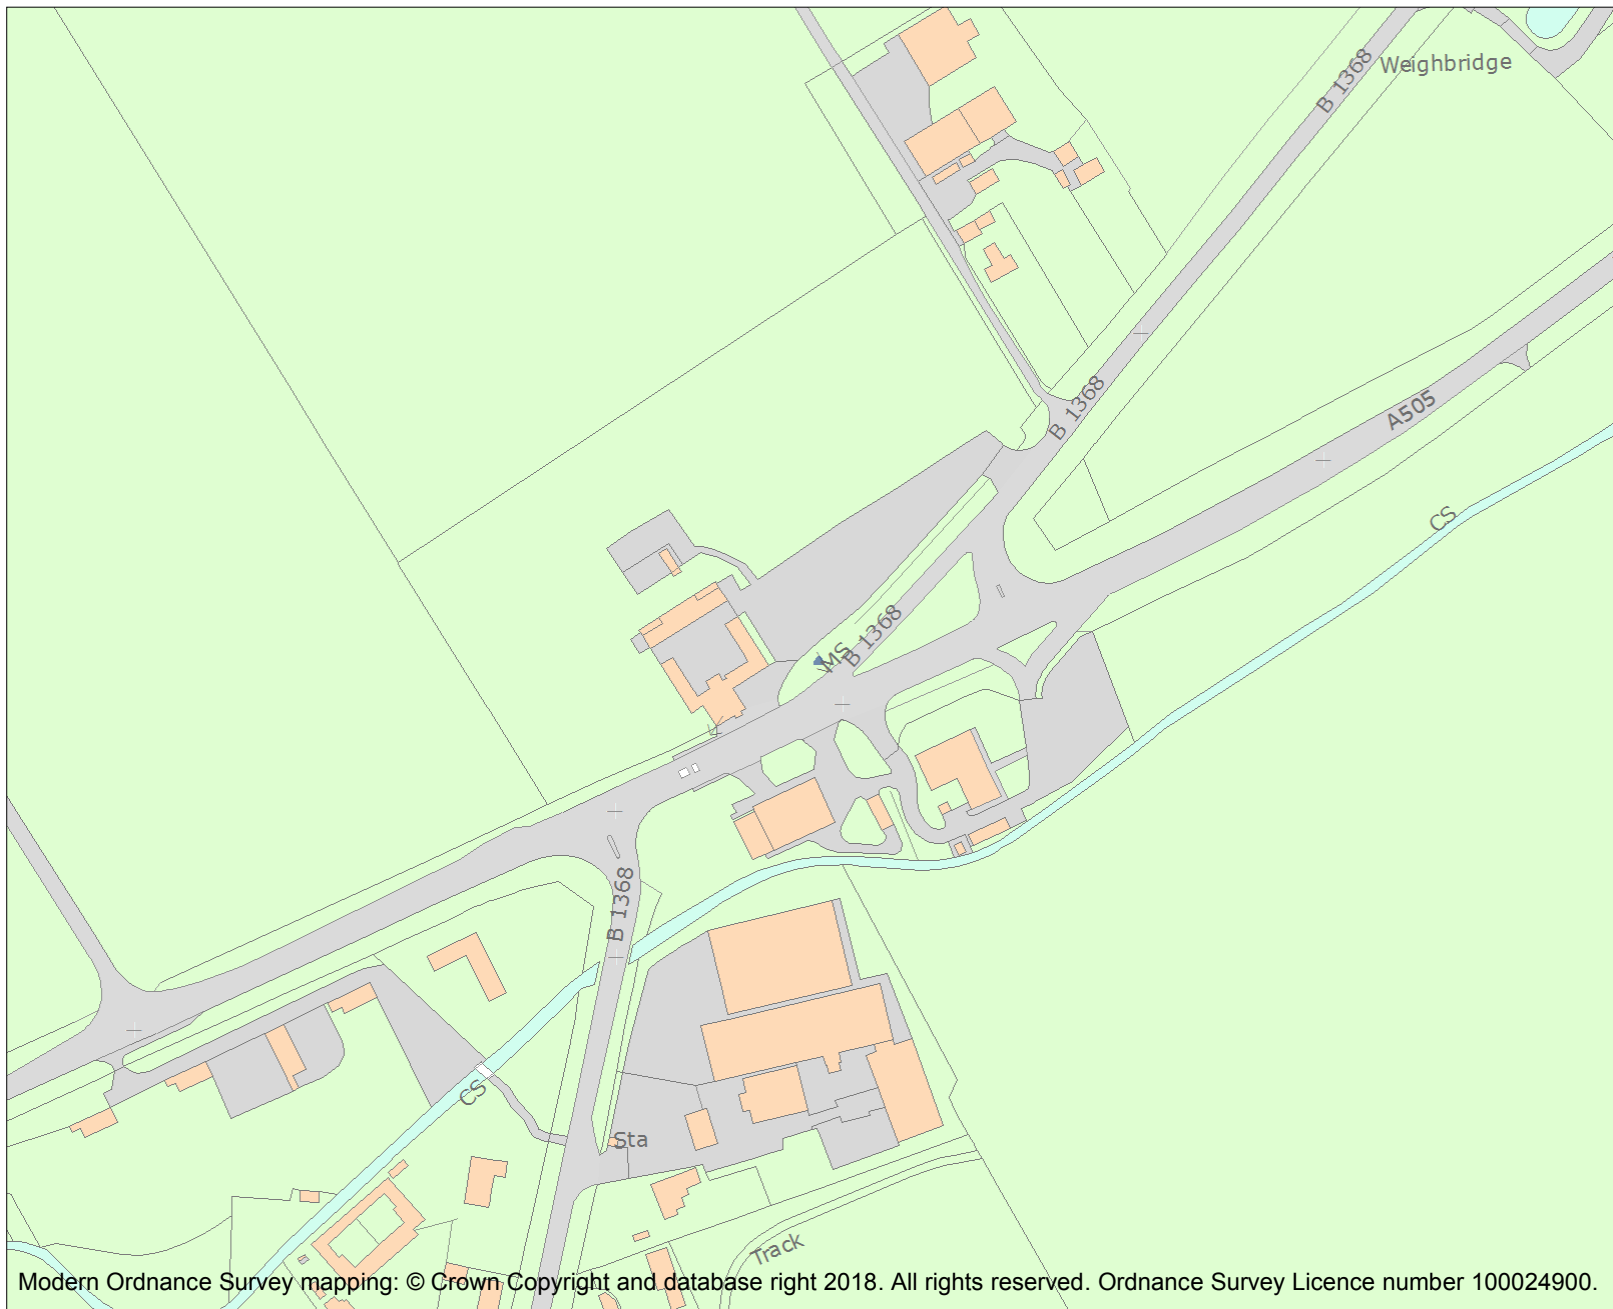 Weighbridge
B 1368
B 1368
A505
CS
B 1368
MS
B 1368
CS
Sta
Track
Modern Ordnance Survey mapping: © Crown Copyright and database right 2018. All rights reserved. Ordnance Survey Licence number 100024900.